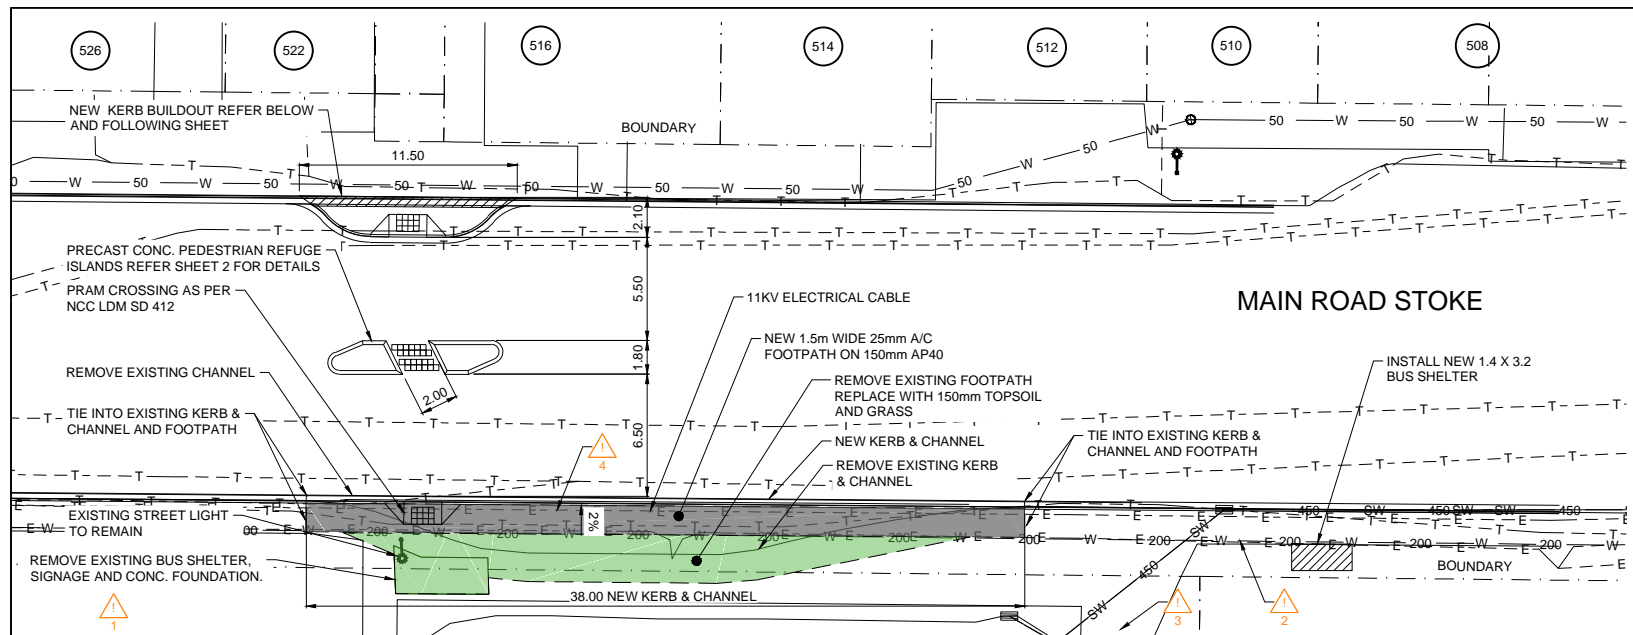 526
522
516
514
512
510
508
NEW KERB BUILDOUT REFER BELOW
AND FOLLOWING SHEET
BOUNDARY
11.50
2.10
PRECAST CONC. PEDESTRIAN REFUGE
ISLANDS REFER SHEET 2 FOR DETAILS
5.50
PRAM CROSSING AS PER
NCC LDM SD 412
11KV ELECTRICAL CABLE
MAIN ROAD STOKE
NEW 1.5m WIDE 25mm A/C
FOOTPATH ON 150mm AP40
1.80
INSTALL NEW 1.4 X 3.2
BUS SHELTER
REMOVE EXISTING CHANNEL
2.00
REMOVE EXISTING FOOTPATH
REPLACE WITH 150mm TOPSOIL
AND GRASS
TIE INTO EXISTING KERB &
CHANNEL AND FOOTPATH
6.50
! 4
NEW KERB & CHANNEL
TIE INTO EXISTING KERB &
CHANNEL AND FOOTPATH
REMOVE EXISTING KERB
& CHANNEL
EXISTING STREET LIGHT
TO REMAIN
2%
REMOVE EXISTING BUS SHELTER,
SIGNAGE AND CONC. FOUNDATION.
BOUNDARY
38.00 NEW KERB & CHANNEL
! 1
! 3
! 2